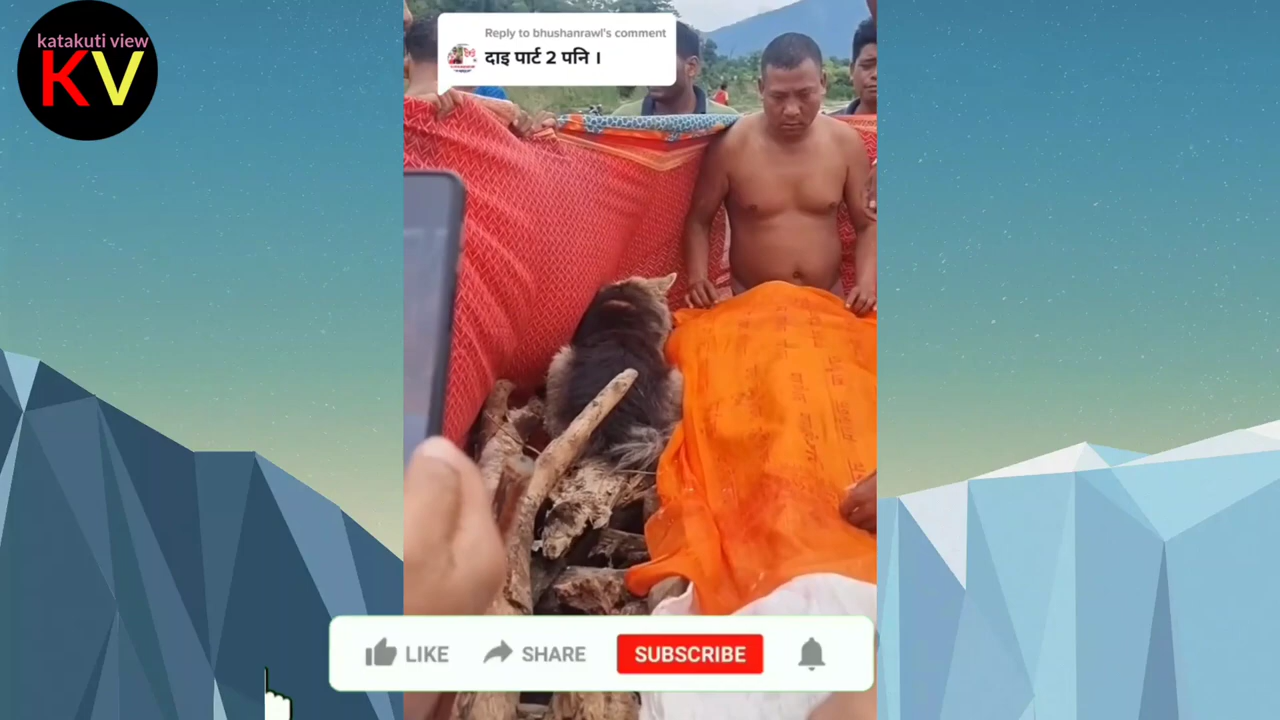 katakuti view
KV
Reply to bhushanrawl's comment
दाइ पार्ट 2 पनि ।
LIKE
SHARE
SUBSCRIBE